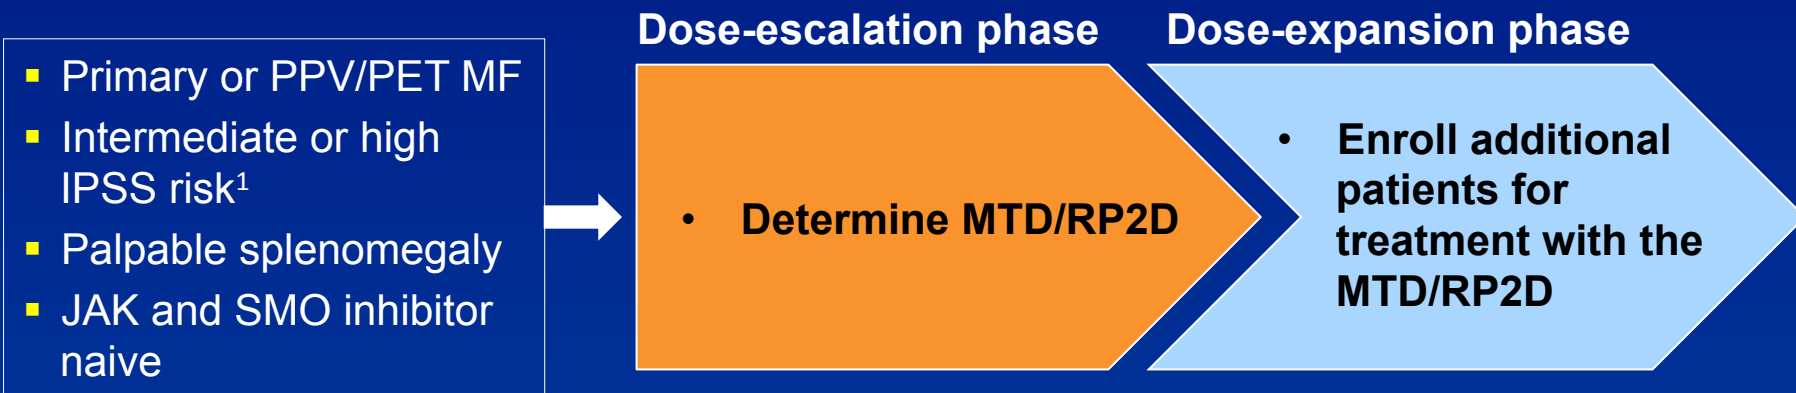 ▪ Primary or PPV/PET MF
▪ Intermediate or high
IPSS risk¹
▪ Palpable splenomegaly
▪ JAK and SMO inhibitor
naive
Dose-escalation phase
• Determine MTD/RP2D
Dose-expansion phase
• Enroll additional
patients for
treatment with the
MTD/RP2D